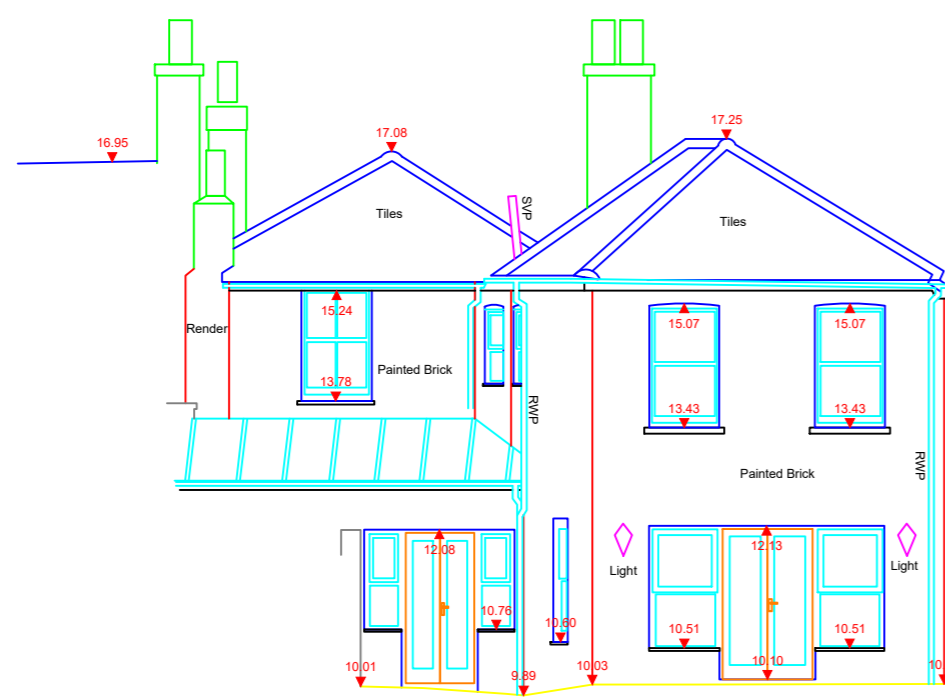 17.25
17.08
16.95
SVP
Tiles
Tiles
15.24
15.07
15.07
Render
Painted Brick
13.78
RWP
13.43
13.43
RWP
Painted Brick
12.08
12.13
Light
Light
10.76
10.60
10.51
10.51
10.01
9.89
10.03
10.10
10.